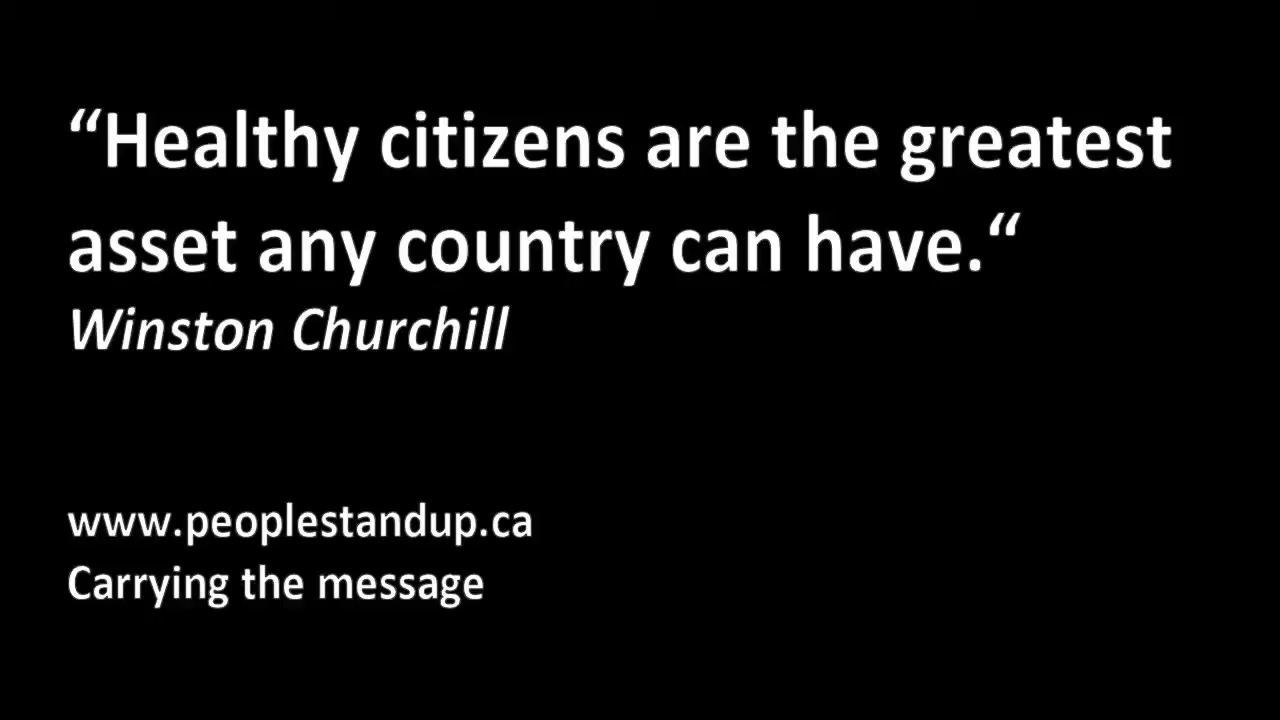 “Healthy citizens are the greatest
asset any country can have.“
Winston Churchill
www.peoplestandup.ca
Carrying the message